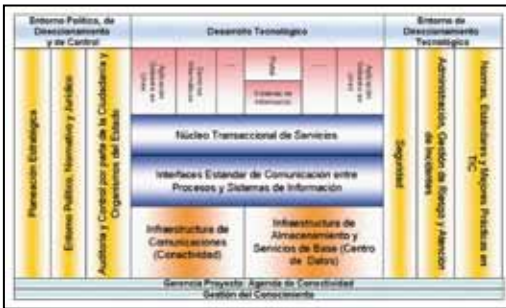 Entorno Político, de
Direccionamiento
y de Control
Desarrollo Tecnológico
Entorno de
Direccionamiento
Tecnológico
Planeación Estratégica
Entorno Político, Normativo y Jurídico
Auditoría y Control por parte de la Ciudadanía y
Organismos del Estado
Sistemas de
Información
Núcleo Transaccional de Servicios
Interfaces Estándar de Comunicación entre
Procesos y Sistemas de Información
Infraestructura de
Comunicaciones
(Conectividad)
Infraestructura de
Almacenamiento y
Servicios de Base (Centro
de Datos)
Seguridad
Administración, Gestión de Riesgo y Atención
de Incidentes
Normas, Estándares y Mejores Prácticas en
TIC
Gerencia Proyecto: Agenda de Conectividad
Gestión del Conocimiento